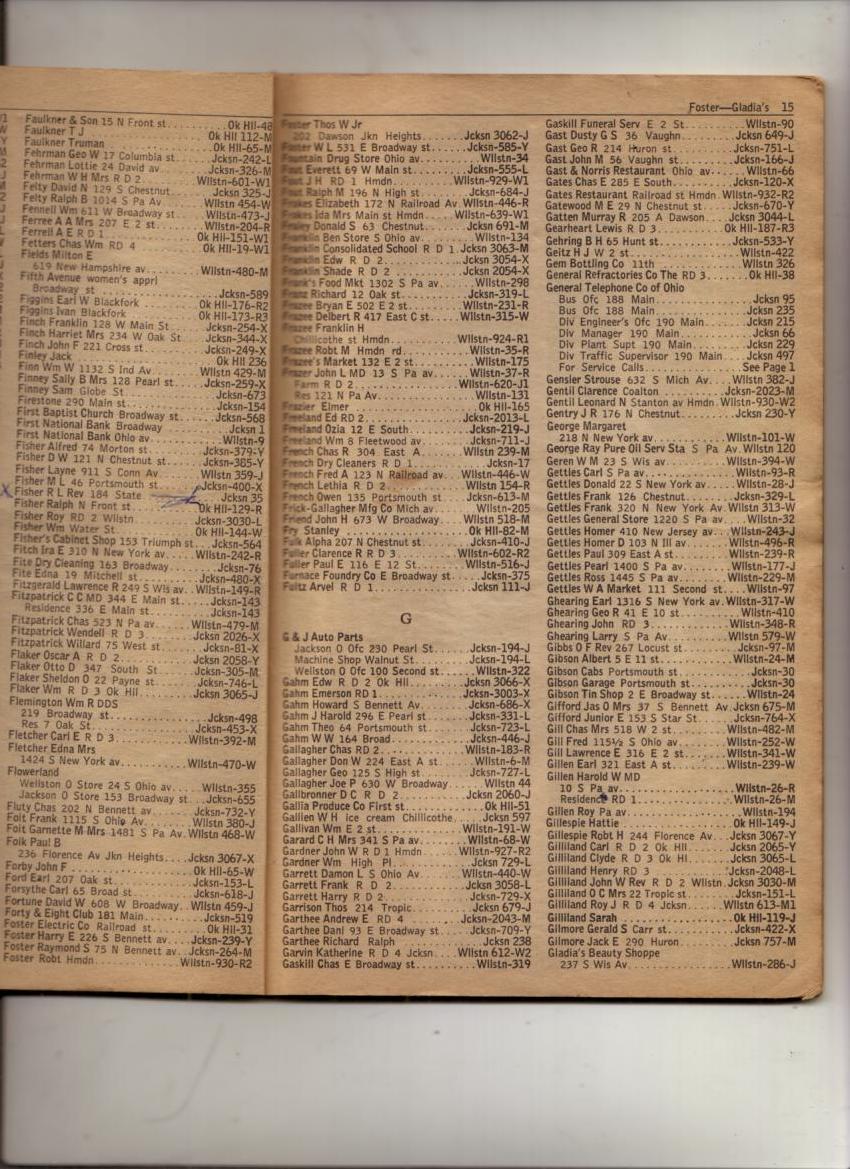 Faulkner & Son 15 N Front st Ok Hll-48
Faulkner T J Ok Hll 112-M
Faulkner Truman Ok Hll-65-M
Fehrman Geo W 17 Columbia st Jcksn-242-L
Fehrman Lottie 24 David av Jcksn-326-M
Fehrman W H Mrs R D 2 Wllstn-601-W1
Felty David N 129 S Chestnut Jcksn 325-J
Felty Ralph B 1014 S Pa Av Wllstn 454-W
Fennell Wm 611 W Broadway st Wllstn-473-J
Ferree A A Mrs 207 E 2 st Wllstn-204-R
Ferrell A E R D 1 Ok Hll-151-W1
Fetters Chas Wm RD 4 Ok Hll-19-W1
Fields Milton E
619 New Hampshire av Wllstn-480-M
Fifth Avenue women's apprl
Broadway st Jcksn-589
Figgins Earl W Blackfork Ok Hll-176-R2
Figgins Ivan Blackfork Ok Hll-173-R3
Finch Franklin 128 W Main St Jcksn-254-X
Finch Harriet Mrs 234 W Oak St Jcksn-344-X
Finch John F 221 Cross st Jcksn-249-X
Finley Jack Ok Hll 236
Finn Wm W 1132 S Ind Av Wllstn 429-M
Finney Sally B Mrs 128 Pearl st Jcksn-259-X
Finney Sam Globe St Jcksn-673
Firestone 290 Main st Jcksn-154
First Baptist Church Broadway st Jcksn-568
First National Bank Broadway Jcksn 1
First National Bank Ohio av Wllstn-9
Fisher Alfred 74 Morton st Jcksn-379-Y
Fisher D W 121 N Chestnut st Jcksn-385-Y
Fisher Layne 911 S Conn Av Wllstn 359-J
Fisher M L 46 Portsmouth st Jcksn-400-X
Fisher R L Rev 184 State Jcksn 35
Fisher Ralph N Front st Ok Hll-129-R
Fisher Roy RD 2 Wllstn Jcksn-3030-L
Fisher Wm Water St Ok Hll-144-W
Fisher's Cabinet Shop 153 Triumph st Jcksn-564
Fitch Ira E 310 N New York av Wllstn-242-R
Fite Dry Cleaning 163 Broadway Jcksn-76
Fite Edna 19 Mitchell st Jcksn-480-X
Fitzgerald Lawrence R 249 S Wis av Wllstn-149-R
Fitzpatrick C C MD 344 E Main st Jcksn-143
Residence 336 E Main st Jcksn-143
Fitzpatrick Chas 523 N Pa av Wllstn-479-M
Fitzpatrick Wendell R D 3 Jcksn 2026-X
Fitzpatrick Willard 75 West st Jcksn-81-X
Flaker Oscar A R D 2 Jcksn 2058-Y
Flaker Otto D 347 South St Jcksn-305-M
Flaker Sheldon O 22 Payne st Jcksn-746-L
Flaker Wm R D 3 Ok Hll Jcksn 3065-J
Flemington Wm R DDS
219 Broadway st Jcksn-498
Res 7 Oak St Jcksn-453-X
Fletcher Carl E R D 3 Wllstn-392-M
Fletcher Edna Mrs
1424 S New York av Wllstn-470-W
Flowerland
Wellston O Store 24 S Ohio av Wllstn-355
Jackson O Store 153 Broadway st Jcksn-655
Fluty Chas 202 N Bennett av Jcksn-732-Y
Foit Frank 1115 S Ohio Av Wllstn 380-J
Foit Garnette M Mrs 1481 S Pa Av Wllstn 468-W
Folk Paul B
236 Florence Av Jkn Heights Jcksn 3067-X
Forby John F Ok Hll-65-W
Ford Earl 207 Oak st Jcksn-153-L
Forsythe Carl 65 Broad st Jcksn-618-J
Fortune David W 608 W Broadway Wllstn 459-J
Forty & Eight Club 181 Main Jcksn-519
Foster Electric Co Railroad st Ok Hll-31
Foster Harry E 226 S Bennett av Jcksn-239-Y
Foster Raymond S 75 N Bennett av Jcksn-264-M
Foster Robt Hmdn Wllstn-930-R2
Foster—Gladia's 15
Foster Thos W Jr
202 Dawson Jkn Heights Jcksn 3062-J
Foster W L 531 E Broadway st Jcksn-585-Y
Fountain Drug Store Ohio av Wllstn-34
Everett 69 W Main st Jcksn-555-L
J H RD 1 Hmdn Wllstn-929-W1
Ralph M 196 N High st Jcksn-684-J
Elizabeth 172 N Railroad Av Wllstn-446-R
Ida Mrs Main st Hmdn Wllstn-639-W1
Donald S 63 Chestnut Jcksn 691-M
Franklin Ben Store S Ohio av Wllstn-134
Franklin Consolidated School R D 1 Jcksn 3063-M
Franklin Edw R D 2 Jcksn 3054-X
Franklin Shade R D 2 Jcksn 2054-X
Frank's Food Mkt 1302 S Pa av Wllstn-298
Franz Richard 12 Oak st Jcksn-319-L
Frazee Bryan E 502 E 2 st Wllstn-231-R
Frazee Delbert R 417 East C st Wllstn-315-W
Frazee Franklin H
Chillicothe st Hmdn Wllstn-924-R1
Frazee Robt M Hmdn rd Wllstn-35-R
Frazee's Market 132 E 2 st Wllstn-175
Frazer John L MD 13 S Pa av Wllstn-37-R
Farm R D 2 Wllstn-620-J1
Res 121 N Pa Av Wllstn-131
Frazier Elmer Ok Hll-165
Freeland Ed RD 2 Jcksn-2013-L
Freeland Ozia 12 E South Jcksn-219-J
Freeland Wm 8 Fleetwood av Jcksn-711-J
French Chas R 304 East A Wllstn 239-M
French Dry Cleaners R D 1 Jcksn-17
French Fred A 123 N Railroad av Wllstn-446-W
French Lethia R D 2 Wllstn 154-R
French Owen 135 Portsmouth st Jcksn-613-M
Frick-Gallagher Mfg Co Mich av Wllstn-205
Friend John H 673 W Broadway Wllstn 518-M
Fry Stanley Ok Hll-82-M
Fulk Alpha 207 N Chestnut st Jcksn-410-J
Fuller Clarence R R D 3 Wllstn-602-R2
Fuller Paul E 116 E 12 St Wllstn-516-J
Furnace Foundry Co E Broadway st Jcksn-375
Fultz Arvel R D 1 Jcksn 111-J
G
G & J Auto Parts
Jackson O Ofc 230 Pearl St Jcksn-194-J
Machine Shop Walnut St Jcksn-194-L
Wellston O Ofc 100 Second st Wllstn-322
Gahm Edw R D 2 Ok Hll Jcksn 3066-X
Gahm Emerson RD 1 Jcksn-3003-X
Gahm Howard S Bennett Av Jcksn-686-X
Gahm J Harold 296 E Pearl st Jcksn-331-L
Gahm Theo 64 Portsmouth st Jcksn-723-L
Gahm W W 164 Broad Jcksn-446-J
Gallagher Chas RD 2 Wllstn-183-R
Gallagher Don W 224 East A st Wllstn-6-M
Gallagher Geo 125 S High st Jcksn-727-L
Gallagher Joe P 630 W Broadway Wllstn 44
Gallbronner D C R D 2 Jcksn 2060-J
Gallia Produce Co First st Ok Hll-51
Gallien W H ice cream Chillicothe Jcksn 597
Gallivan Wm E 2 st Wllstn-191-W
Garard C H Mrs 341 S Pa av Wllstn-68-W
Gardner John W R D 1 Hmdn Wllstn-927-R2
Gardner Wm High Pl Jcksn 729-L
Garrett Damon L S Ohio Av Wllstn-440-W
Garrett Frank R D 2 Jcksn 3058-L
Garrett Harry R D 2 Jcksn-729-X
Garrison Thos 214 Tropic Jcksn 679-J
Garthee Andrew E RD 4 Jcksn-2043-M
Garthee Danl 93 E Broadway st Jcksn-709-Y
Garthee Richard Ralph Jcksn 238
Garvin Katherine R D 4 Jcksn Wllstn 612-W2
Gaskill Chas E Broadway st Wllstn-319
Gaskill Funeral Serv E 2 St Wllstn-90
Gast Dusty G S 36 Vaughn Jcksn 649-J
Gast Geo R 214 Huron st Jcksn-751-L
Gast John M 56 Vaughn st Jcksn-166-J
Gast & Norris Restaurant Ohio av Wllstn-66
Gates Chas E 285 E South Jcksn-120-X
Gates Restaurant Railroad st Hmdn Wllstn-932-R2
Gatewood M E 29 N Chestnut st Jcksn-670-Y
Gatten Murray R 205 A Dawson Jcksn 3044-L
Gearheart Lewis R D 3 Ok Hll-187-R3
Gehring B H 65 Hunt st Jcksn-533-Y
Geitz H J W 2 st Wllstn-422
Gem Bottling Co 11th Wllstn 326
General Refractories Co The RD 3 Ok Hll-38
General Telephone Co of Ohio
Bus Ofc 188 Main Jcksn 95
Bus Ofc 188 Main Jcksn 235
Div Engineer's Ofc 190 Main Jcksn 215
Div Manager 190 Main Jcksn 66
Div Plant Supt 190 Main Jcksn 229
Div Traffic Supervisor 190 Main Jcksn 497
For Service Calls See Page 1
Gensler Strouse 632 S Mich Av Wllstn 382-J
Gentil Clarence Coalton Jcksn-2023-M
Gentil Leonard N Stanton av Hmdn Wllstn-930-W2
Gentry J R 176 N Chestnut Jcksn 230-Y
George Margaret
218 N New York av Wllstn-101-W
George Ray Pure Oil Serv Sta S Pa Av Wllstn 120
Geren W M 23 S Wis av Wllstn-394-W
Gettles Carl S Pa av Wllstn-93-R
Gettles Donald 22 S New York av Wllstn-28-J
Gettles Frank 126 Chestnut Jcksn-329-L
Gettles Frank 320 N New York Av Wllstn 313-W
Gettles General Store 1220 S Pa av Wllstn-32
Gettles Homer 410 New Jersey av Wllstn-243-J
Gettles Homer D 103 N Ill av Wllstn-496-R
Gettles Paul 309 East A st Wllstn-239-R
Gettles Pearl 1400 S Pa av Wllstn-177-J
Gettles Ross 1445 S Pa av Wllstn-229-M
Gettles W A Market 111 Second st Wllstn-97
Ghearing Earl 1316 S New York av Wllstn-317-W
Ghearing Geo R 41 E 10 st Wllstn-410
Ghearing John RD 3 Wllstn-348-R
Ghearing Larry S Pa Av Wllstn 579-W
Gibbs O F Rev 267 Locust st Jcksn-97-M
Gibson Albert 5 E 11 st Wllstn-24-M
Gibson Cabs Portsmouth st Jcksn-30
Gibson Garage Portsmouth st Jcksn-30
Gibson Tin Shop 2 E Broadway st Wllstn-24
Gifford Jas O Mrs 37 S Bennett Av Jcksn 675-M
Gifford Junior E 153 S Star St Jcksn-764-X
Gill Chas Mrs 518 W 2 st Wllstn-482-M
Gill Fred 115½ S Ohio av Wllstn-252-W
Gill Lawrence E 316 E 2 st Wllstn-341-W
Gillen Earl 321 East A st Wllstn-239-W
Gillen Harold W MD
10 S Pa av Wllstn-26-R
Residence RD 1 Wllstn-26-M
Gillen Roy Pa av Wllstn-194
Gillespie Hattie Ok Hll-149-J
Gillespie Robt H 244 Florence Av Jcksn 3067-Y
Gilliland Carl R D 2 Ok Hll Jcksn 2065-Y
Gilliland Clyde R D 3 Ok Hl Jcksn 3065-L
Gilliland Henry RD 3 Jcksn-2048-L
Gilliland John W Rev R D 2 Wllstn Jcksn 3030-M
Gilliland O C Mrs 22 Tropic st Jcksn-151-L
Gilliland Roy J R D 4 Jcksn Wllstn 613-M1
Gilliland Sarah Ok Hll-119-J
Gilmore Gerald S Carr st Jcksn-422-X
Gilmore Jack E 290 Huron Jcksn 757-M
Gladia's Beauty Shoppe
237 S Wis Av Wllstn-286-J